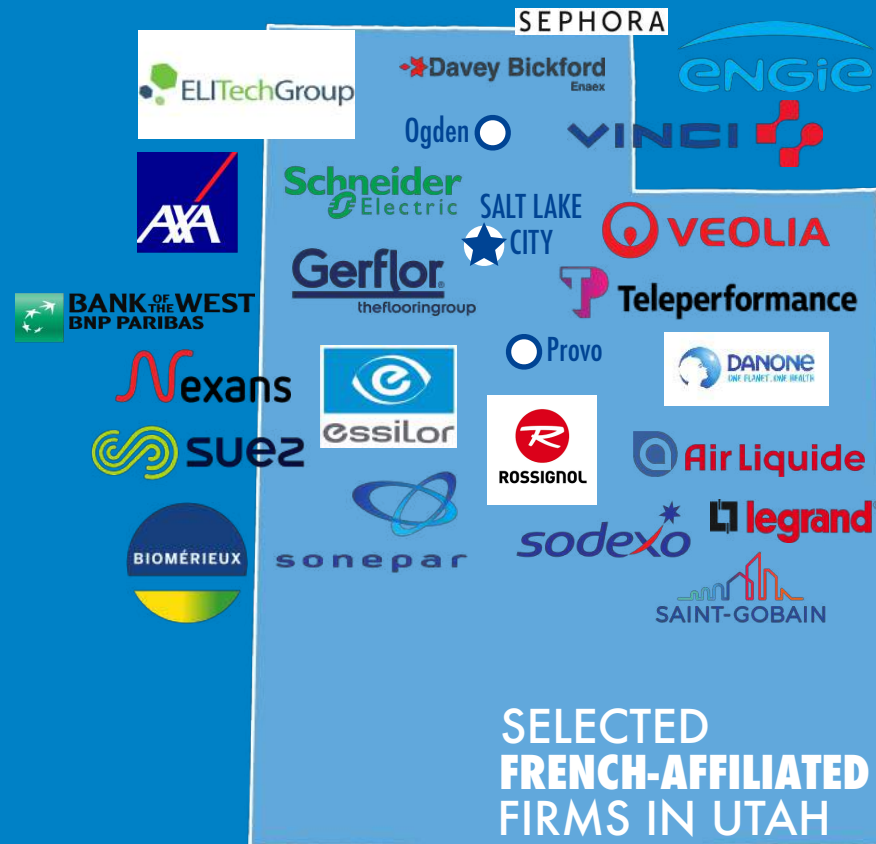 SEPHORA
ELITechGroup
Davey Bickford
Enaex
ENGIE
Ogden
VINCI
AXA
Schneider
Electric
SALT LAKE
CITY
VEOLIA
Gerflor
theflooringroup
Teleperformance
BANK OF THE WEST
BNP PARIBAS
Provo
DANONE
ONE PLANET. ONE HEALTH
Nexans
essilor
R
ROSSIGNOL
suez
Air Liquide
legrand
sonepar
sodexo
BIOMÉRIEUX
SAINT-GOBAIN
SELECTED
FRENCH-AFFILIATED
FIRMS IN UTAH